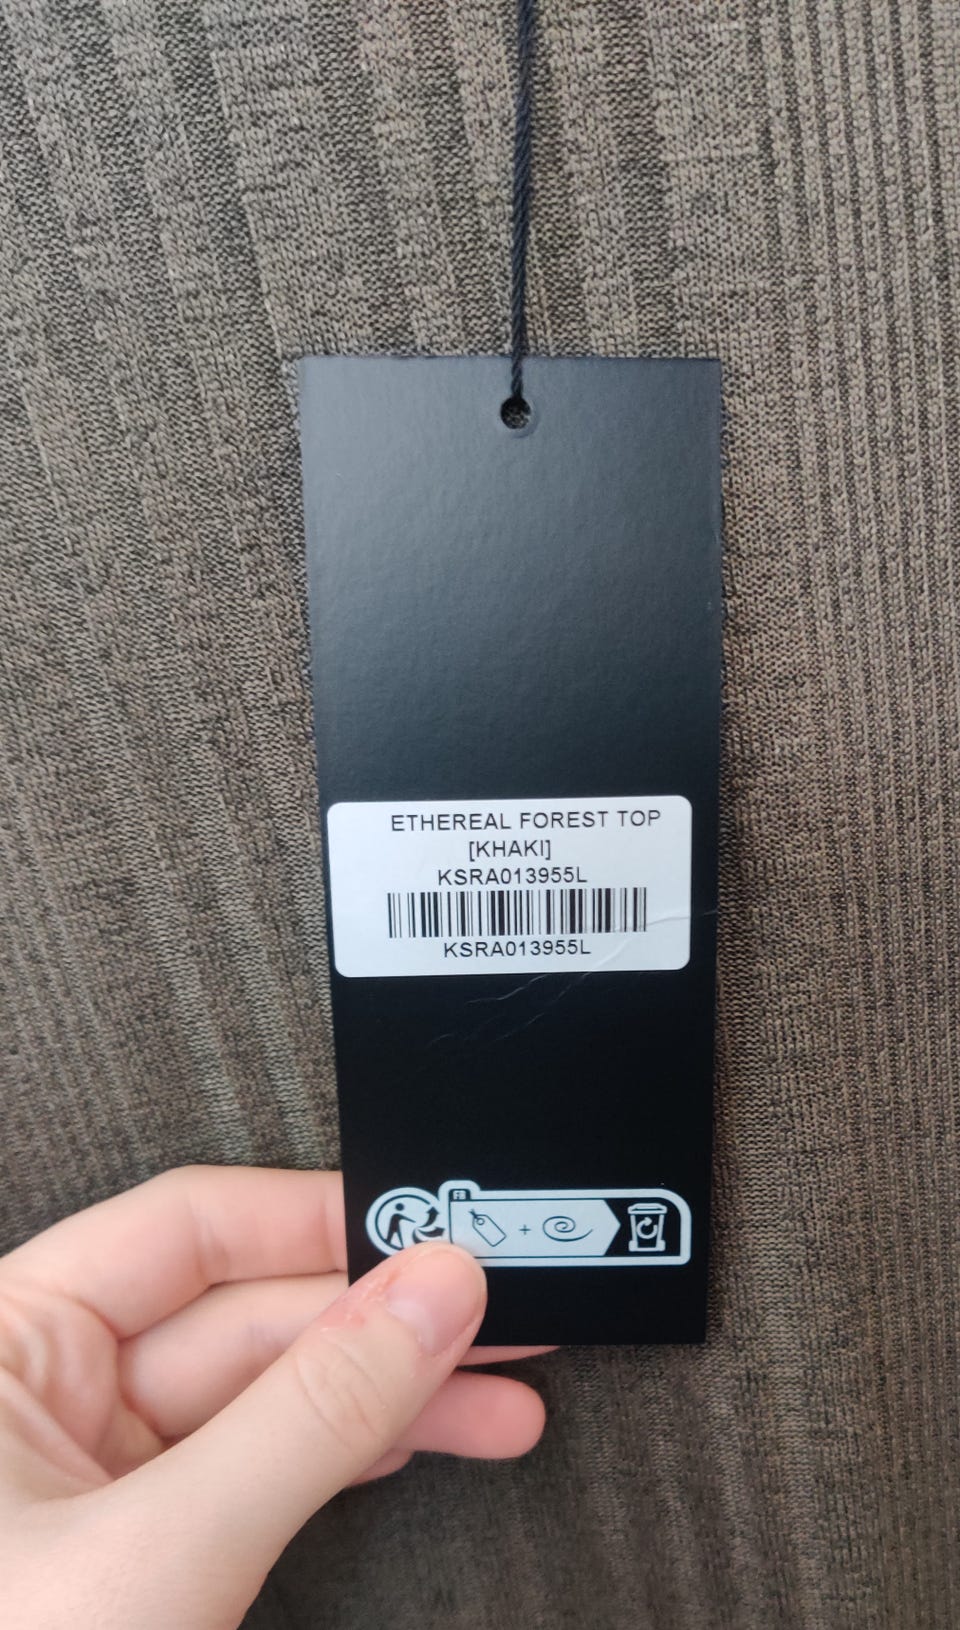 ETHEREAL FOREST TOP
[KHAKI]
KSRA013955L
KSRA013955L
FR
+